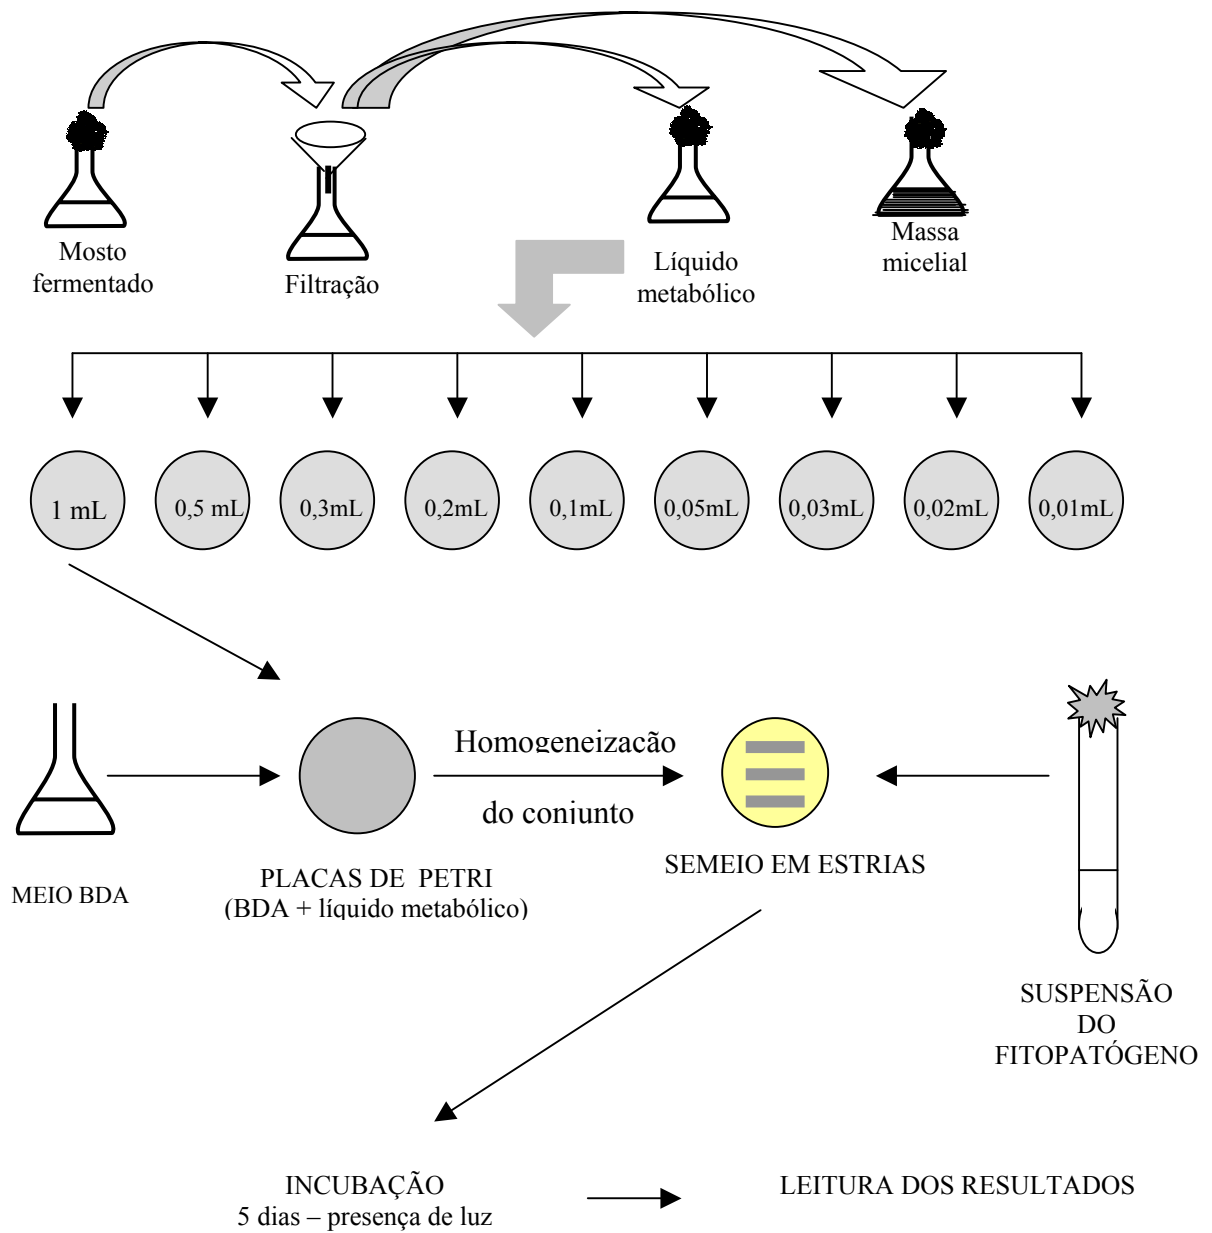 Mosto
fermentado
Filtração
Líquido
metabólico
Massa
micelial
1 mL
0,5 mL
0,3mL
0,2mL
0,1mL
0,05mL
0,03mL
0,02mL
0,01mL
Homogeneização
do conjunto
MEIO BDA
PLACAS DE PETRI
(BDA + líquido metabólico)
SEMEIO EM ESTRIAS
SUSPENSÃO
DO
FITOPATÓGENO
INCUBAÇÃO
5 dias – presença de luz
LEITURA DOS RESULTADOS